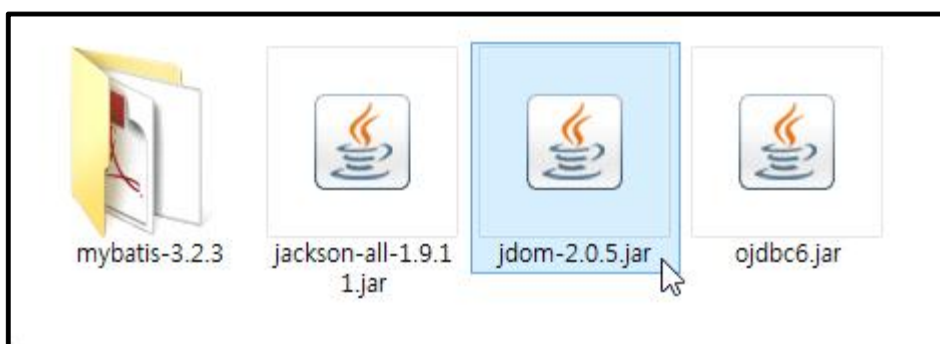 mybatis-3.2.3
jackson-all-1.9.1
1.jar
jdom-2.0.5.jar
ojdbc6.jar